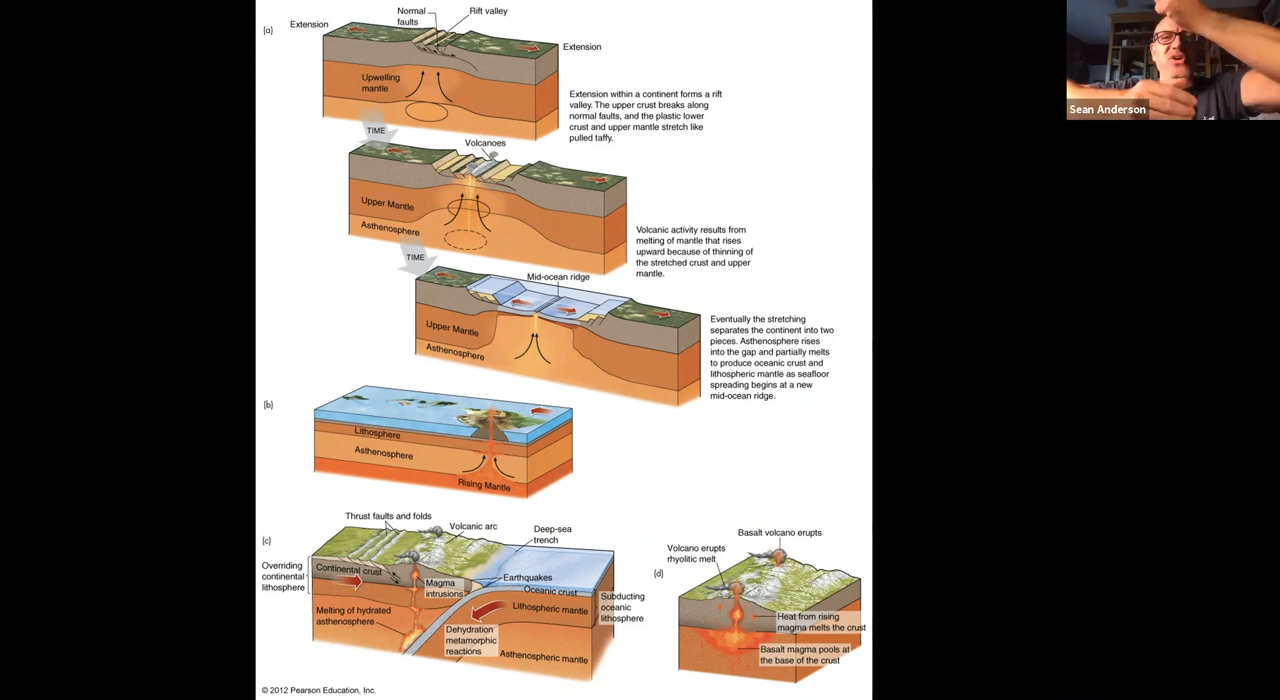 (a)
Extension
Normal
faults
Rift valley
Extension
Upwelling
mantle
Extension within a continent forms a rift
valley. The upper crust breaks along
normal faults, and the plastic lower
crust and upper mantle stretch like
pulled taffy.
TIME
Volcanoes
Upper Mantle
Asthenosphere
Volcanic activity results from
melting of mantle that rises
upward because of thinning of
the stretched crust and upper
mantle.
TIME
Mid-ocean ridge
Upper Mantle
Asthenosphere
Eventually the stretching
separates the continent into two
pieces. Asthenosphere rises
into the gap and partially melts
to produce oceanic crust and
lithospheric mantle as seafloor
spreading begins at a new
mid-ocean ridge.
(b)
Lithosphere
Asthenosphere
Rising Mantle
(c)
Thrust faults and folds
Volcanic arc
Deep-sea
trench
Overriding
continental
lithosphere
Continental crust
Magma
intrusions
Earthquakes
Oceanic crust
Lithospheric mantle
Subducting
oceanic
lithosphere
Melting of hydrated
asthenosphere
Dehydration
metamorphic
reactions
Asthenospheric mantle
(d)
Basalt volcano erupts
Volcano erupts
rhyolitic melt
Heat from rising
magma melts the crust
Basalt magma pools at
the base of the crust
© 2012 Pearson Education, Inc.
Sean Anderson